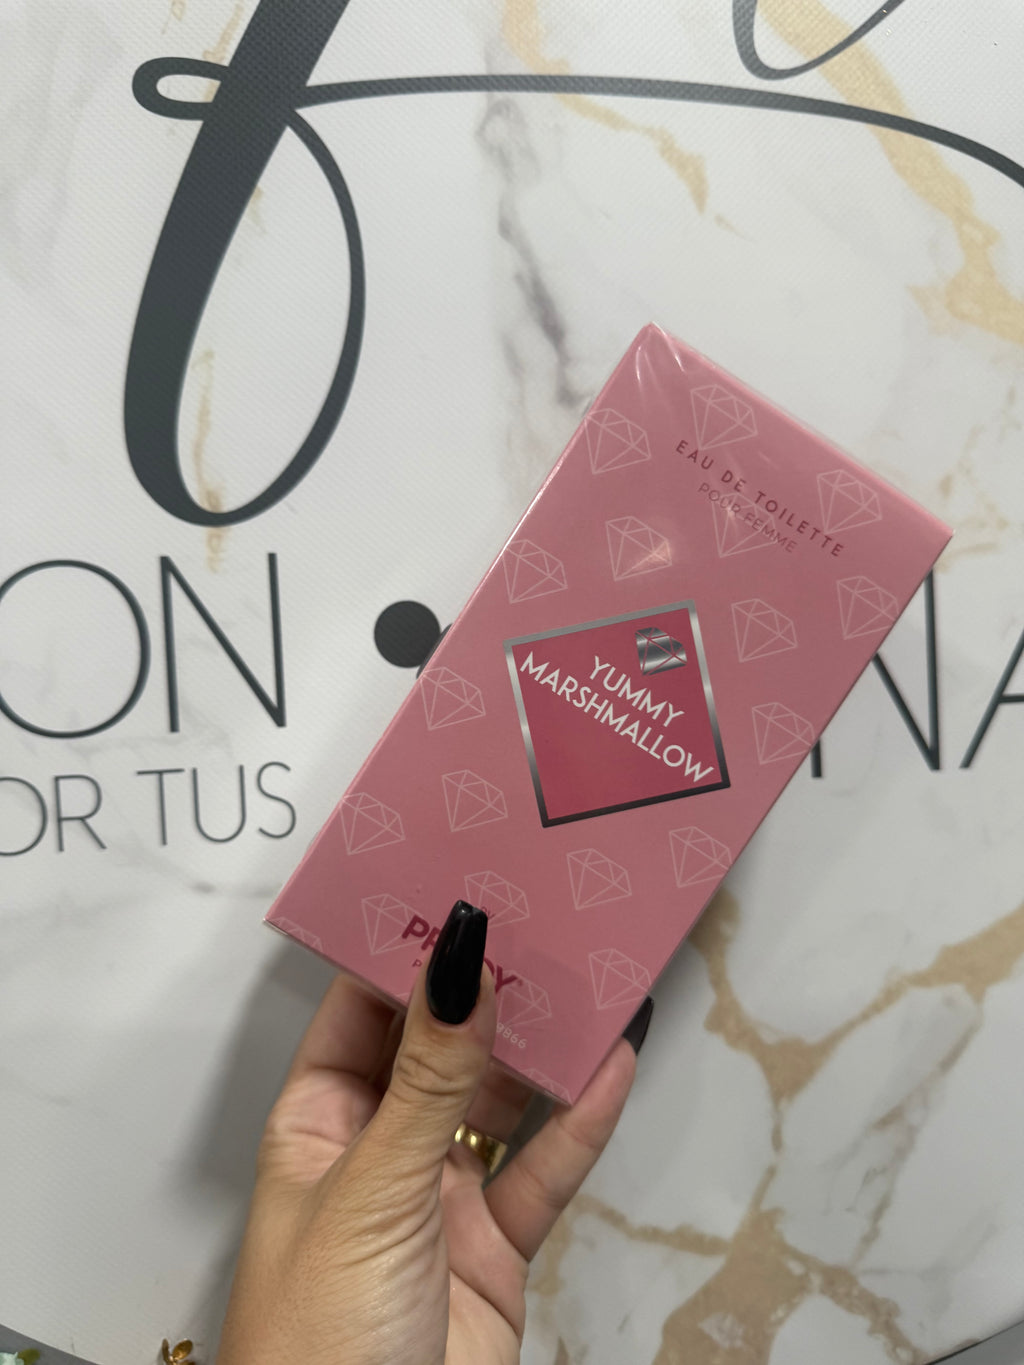 ON
OR TUS
NA
EAU DE TOILETTE
POUR FEMME
YUMMY
MARSHMALLOW